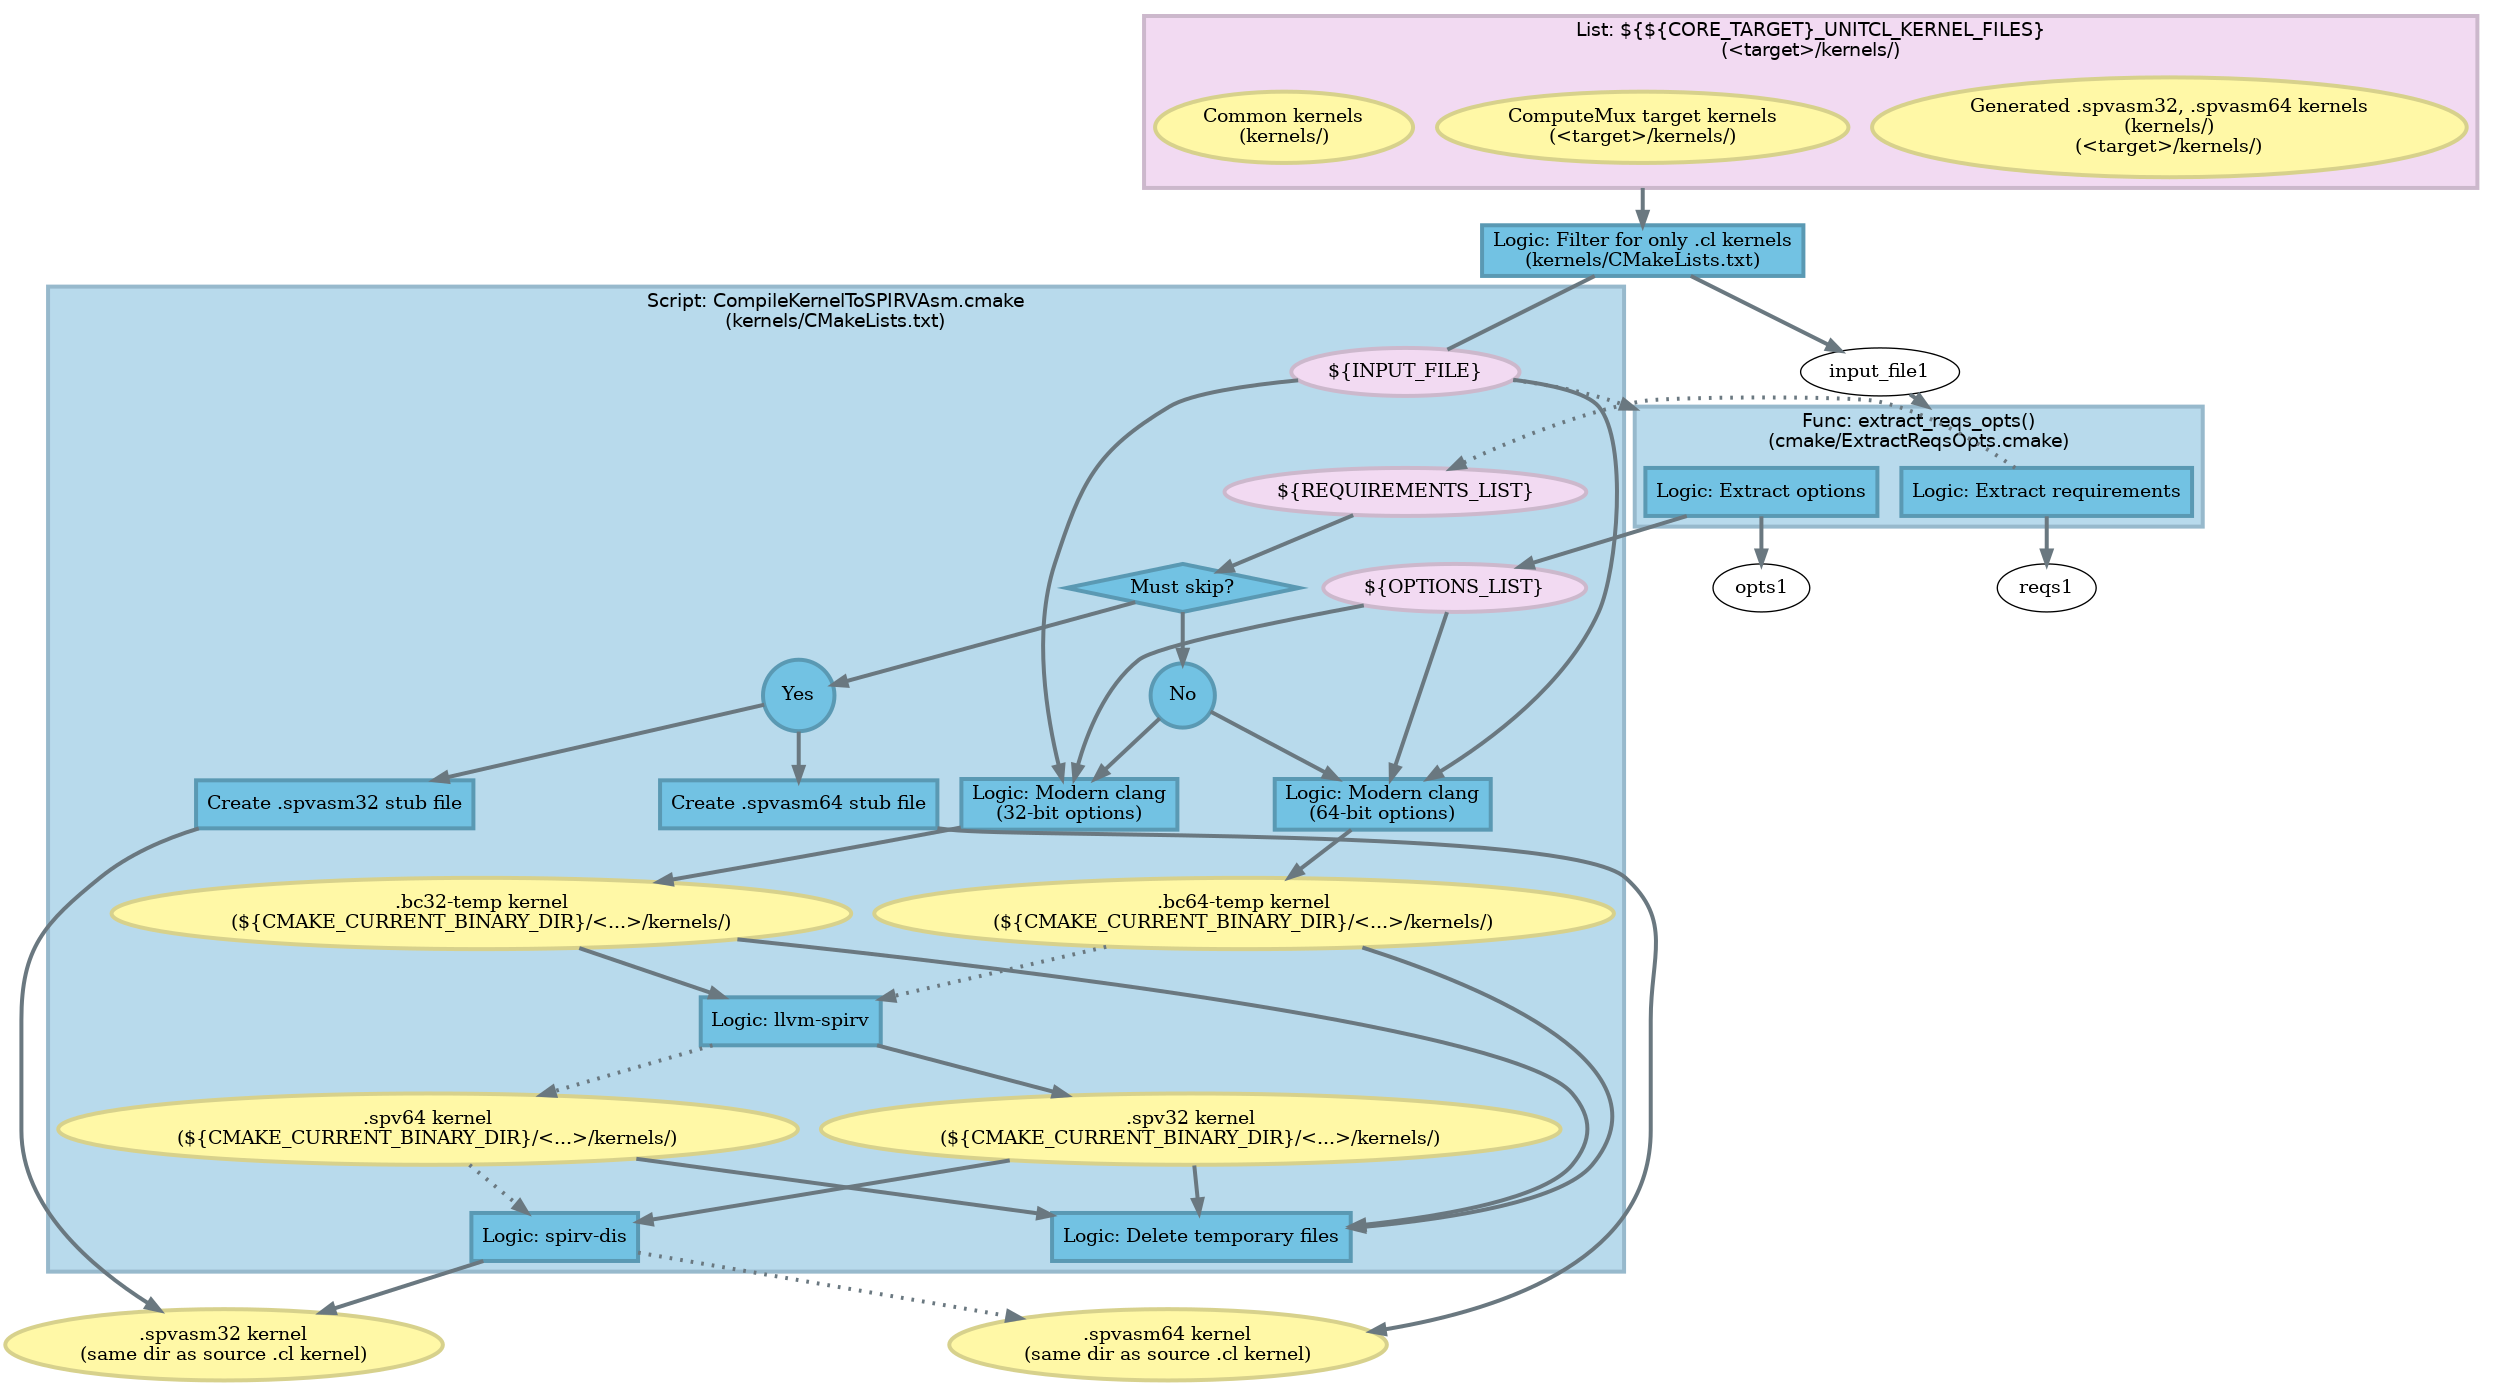 List: ${${CORE_TARGET}_UNITCL_KERNEL_FILES}
(<target>/kernels/)
Common kernels
(kernels/)
ComputeMux target kernels
(<target>/kernels/)
Generated .spvasm32, .spvasm64 kernels
(kernels/)
(<target>/kernels/)
Logic: Filter for only .cl kernels
(kernels/CMakeLists.txt)
Script: CompileKernelToSPIRVAsm.cmake
(kernels/CMakeLists.txt)
${INPUT_FILE}
input_file1
Func: extract_reqs_opts()
(cmake/ExtractReqsOpts.cmake)
${REQUIREMENTS_LIST}
Logic: Extract options
Logic: Extract requirements
Must skip?
${OPTIONS_LIST}
opts1
reqs1
Yes
No
Create .spvasm32 stub file
Create .spvasm64 stub file
Logic: Modern clang
(32-bit options)
Logic: Modern clang
(64-bit options)
.bc32-temp kernel
(${CMAKE_CURRENT_BINARY_DIR}/<...>/kernels/)
.bc64-temp kernel
(${CMAKE_CURRENT_BINARY_DIR}/<...>/kernels/)
Logic: llvm-spirv
.spv64 kernel
(${CMAKE_CURRENT_BINARY_DIR}/<...>/kernels/)
.spv32 kernel
(${CMAKE_CURRENT_BINARY_DIR}/<...>/kernels/)
Logic: spirv-dis
Logic: Delete temporary files
.spvasm32 kernel
(same dir as source .cl kernel)
.spvasm64 kernel
(same dir as source .cl kernel)